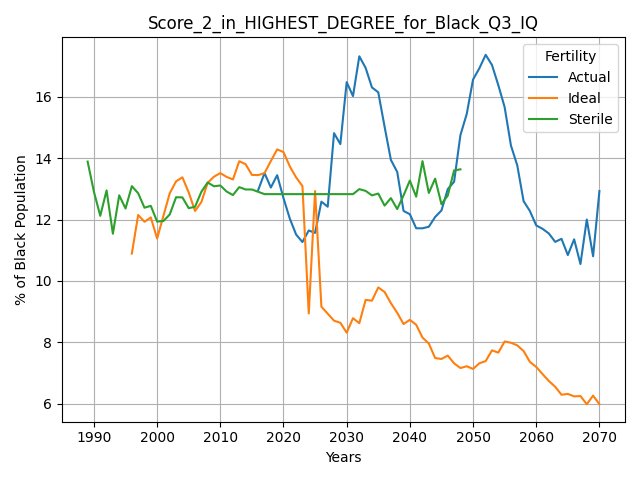 Score_2_in_HIGHEST_DEGREE_for_Black_Q3_IQ
Fertility
Actual
Ideal
Sterile
% of Black Population
16
14
12
10
8
6
1990 2000 2010 2020 2030 2040 2050 2060 2070
Years